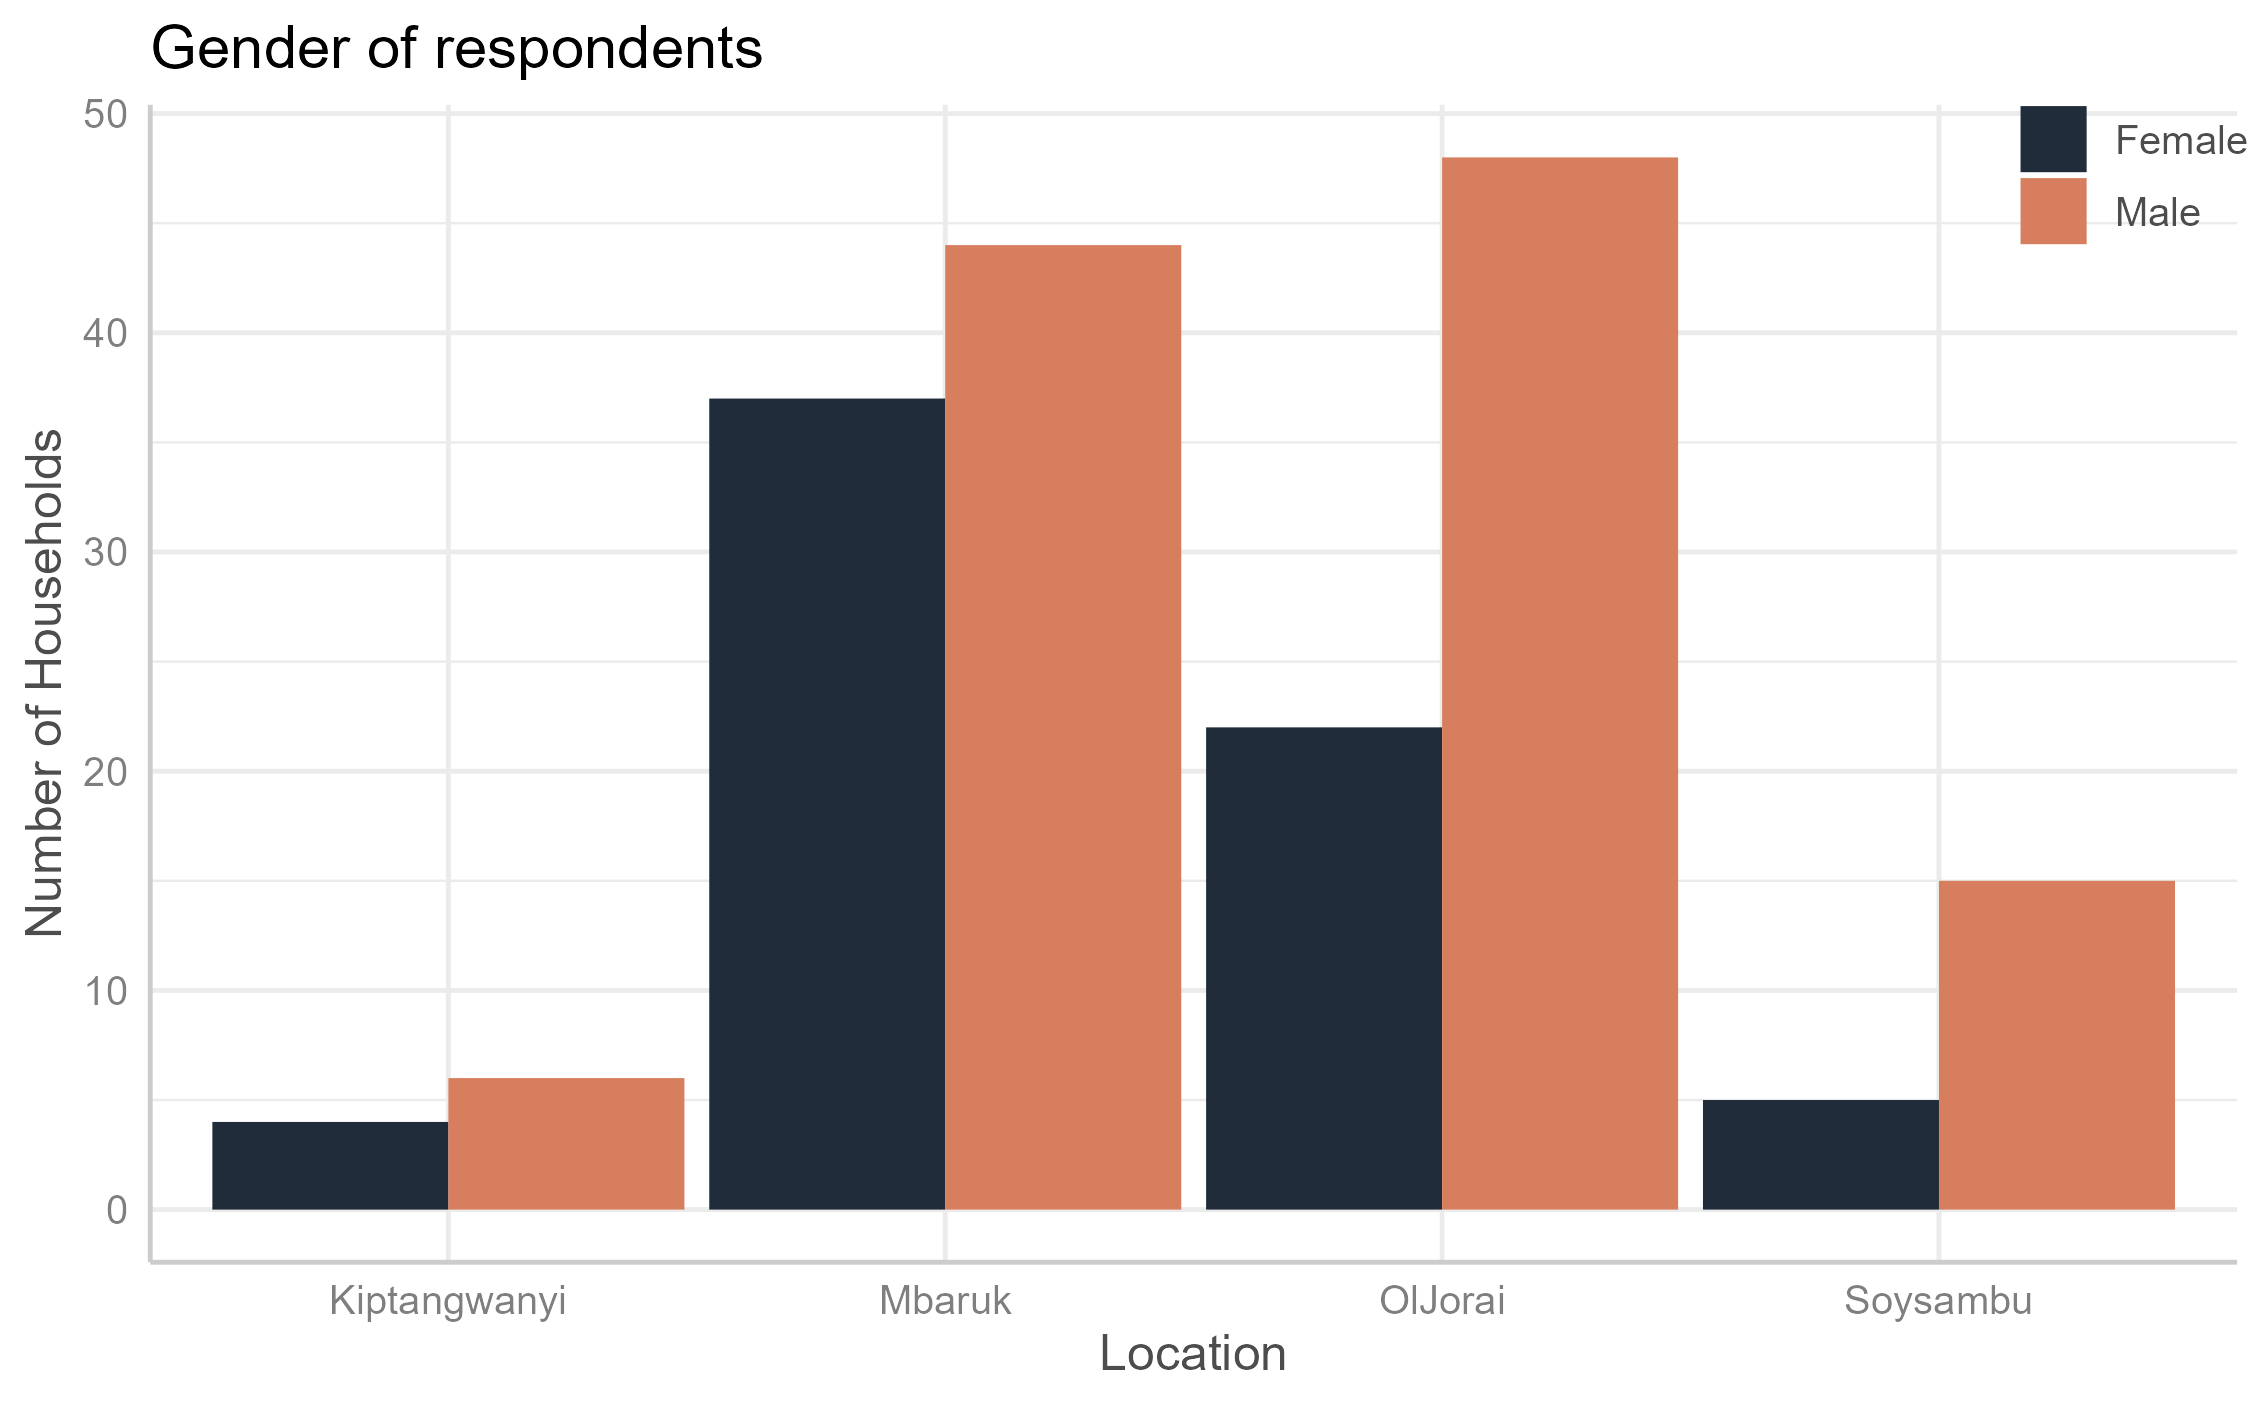 Gender of respondents
50
40
30
20
10
0
Number of Households
Female
Male
Kiptangwanyi
Mbaruk
OlJorai
Soysambu
Location